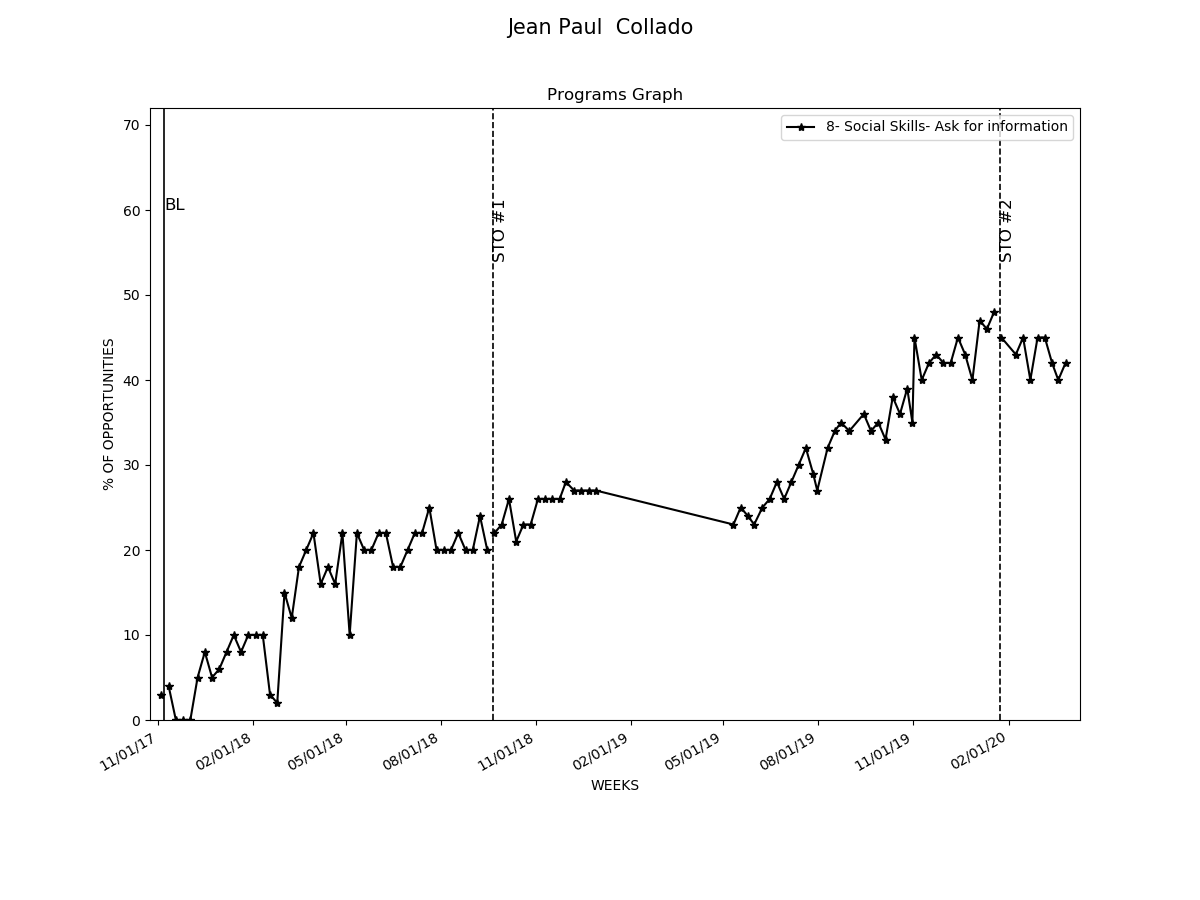 Jean Paul  Collado
Programs Graph
8- Social Skills- Ask for information
70
60
50
40
30
20
10
0
% OF OPPORTUNITIES
BL
STO #1
STO #2
11/01/17
02/01/18
05/01/18
08/01/18
11/01/18
02/01/19
05/01/19
08/01/19
11/01/19
02/01/20
WEEKS